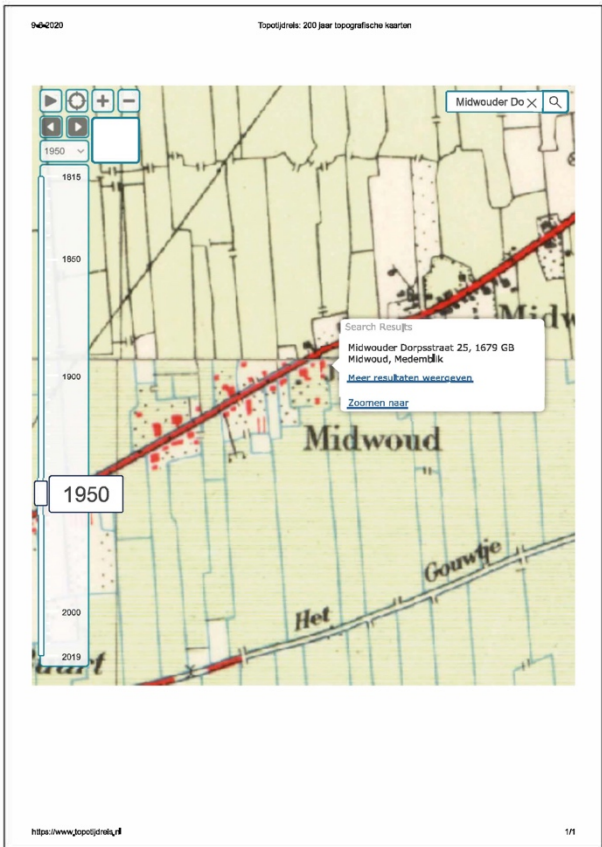 9-6-2020
Topotijdreis: 200 jaar topografische kaarten
Midwouder Do
1950
1815
1850
1900
1950
2000
2019
Midw
Search Results
Midwouder Dorpsstraat 25, 1679 GB
Midwoud, Medemblik
Meer resultaten weergeven
Zoomen naar
Midwoud
Het Gouwtje
https://www.topotijdreis.nl
1/1